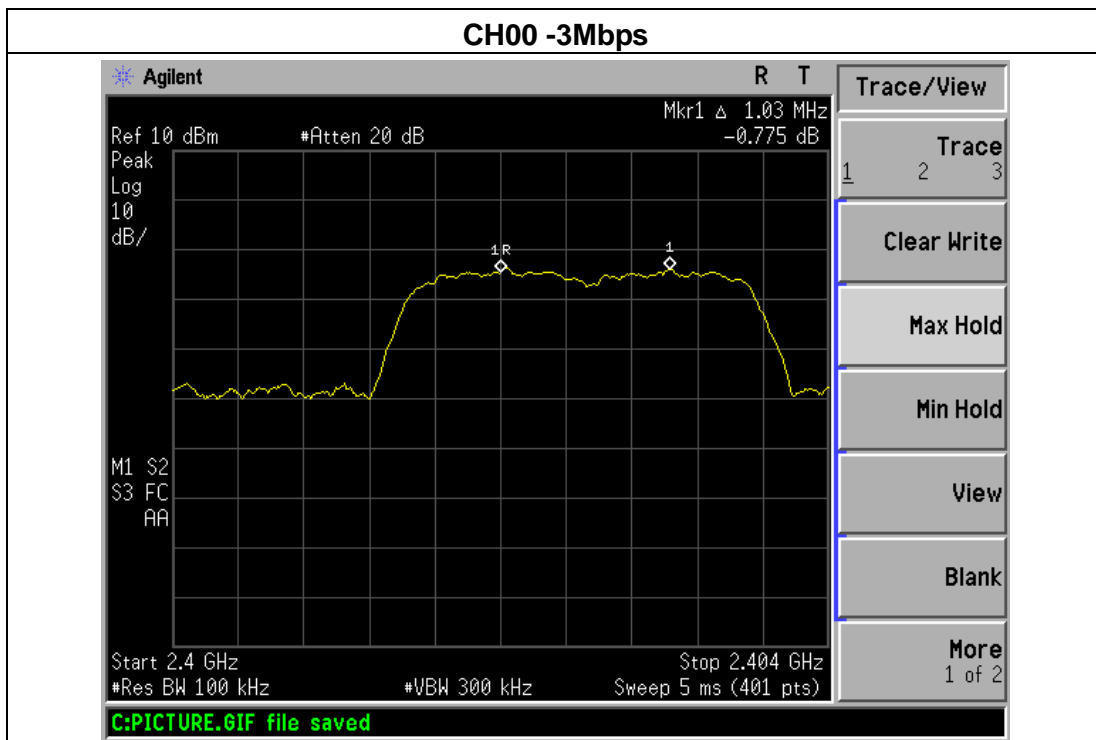 CH00 -3Mbps
Agilent R T
Mkr1 Δ 1.03 MHz
Ref 10 dBm #Atten 20 dB -0.775 dB
Peak
Log
10
dB/
1R 1
M1 S2
S3 FC
AA
Start 2.4 GHz Stop 2.404 GHz
#Res BW 100 kHz #VBW 300 kHz Sweep 5 ms (401 pts)
C:PICTURE.GIF file saved
Trace/View
Trace
1 2 3
Clear Write
Max Hold
Min Hold
View
Blank
More
1 of 2